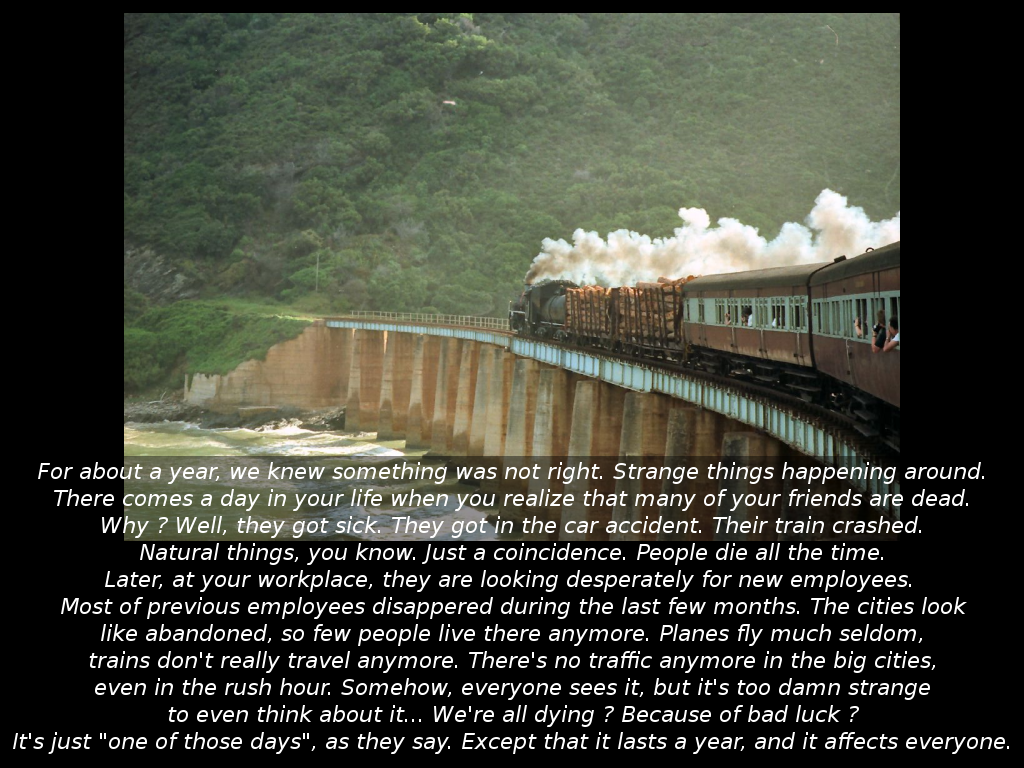 For about a year, we knew something was not right. Strange things happening around.
There comes a day in your life when you realize that many of your friends are dead.
Why ? Well, they got sick. They got in the car accident. Their train crashed.
Natural things, you know. Just a coincidence. People die all the time.
Later, at your workplace, they are looking desperately for new employees.
Most of previous employees disappered during the last few months. The cities look
like abandoned, so few people live there anymore. Planes fly much seldom,
trains don't really travel anymore. There's no traffic anymore in the big cities,
even in the rush hour. Somehow, everyone sees it, but it's too damn strange
to even think about it... We're all dying ? Because of bad luck ?
It's just "one of those days", as they say. Except that it lasts a year, and it affects everyone.